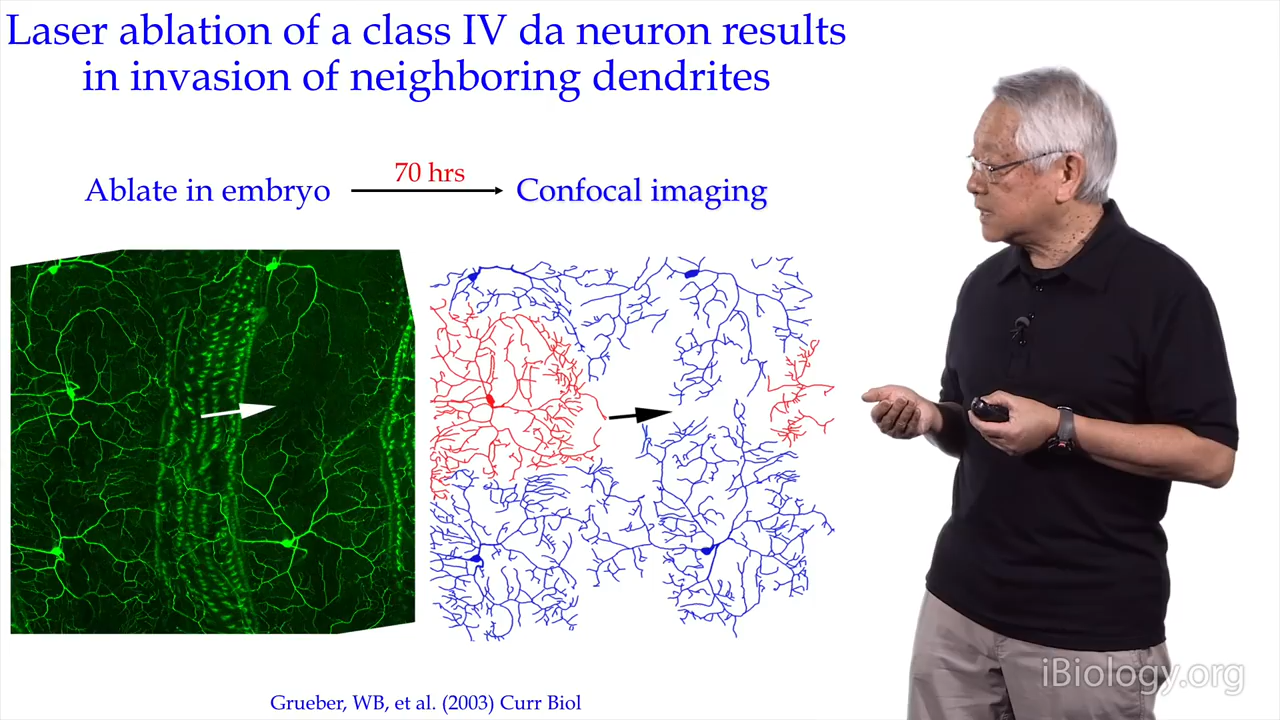 Laser ablation of a class IV da neuron results
in invasion of neighboring dendrites
70 hrs
Ablate in embryo
Confocal imaging
Grueber, WB, et al. (2003) Curr Biol
iBiology.org